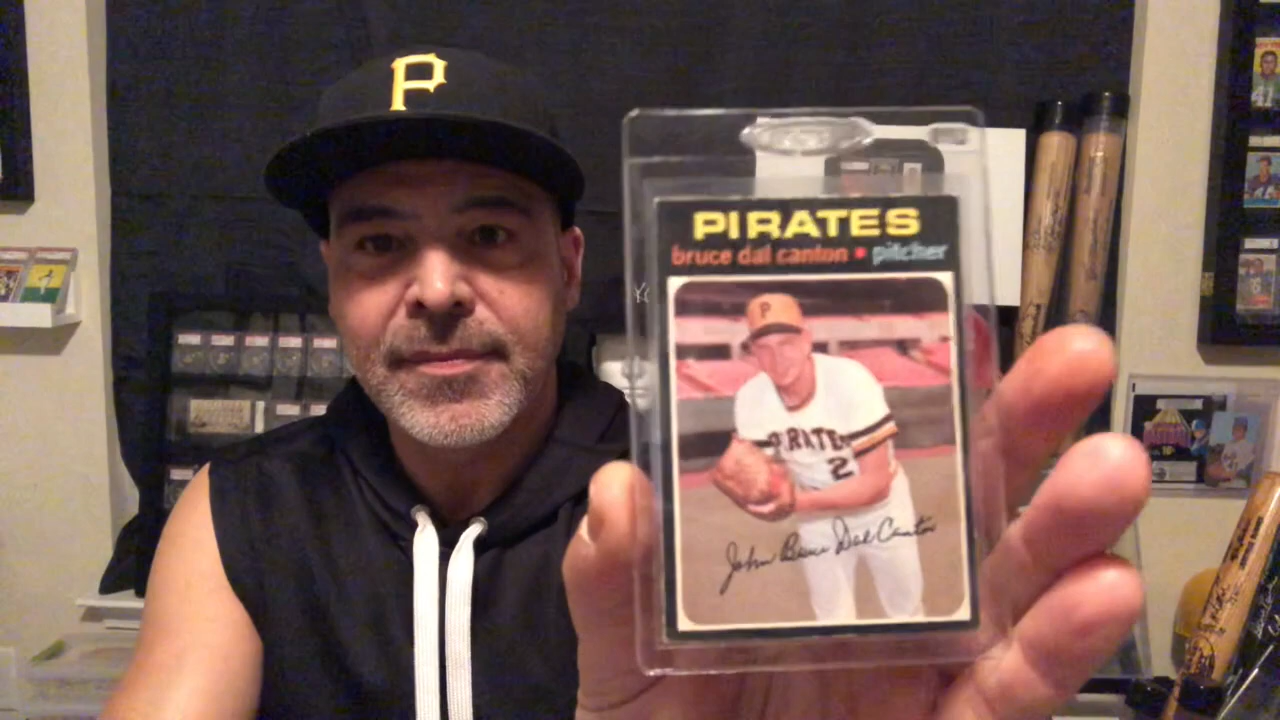 P
PIRATES
bruce dal canton • pitcher
P
PIRATES
2
John Bruce Dal Canton